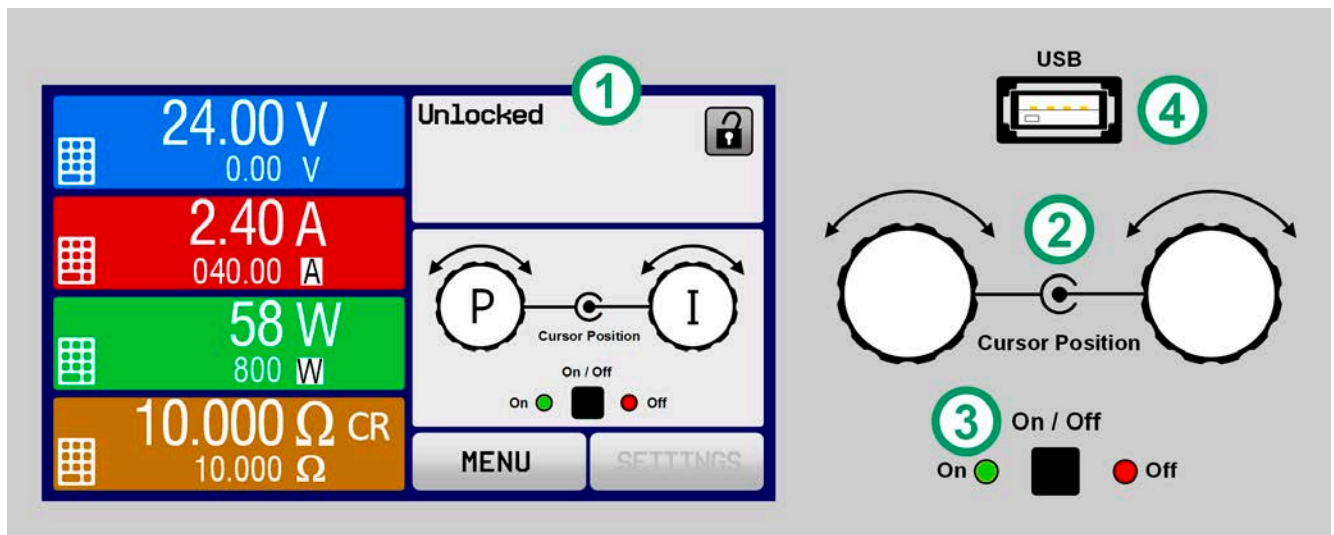 24.00 V
0.00 V
2.40 A
040.00 A
58 W
800 W
10.000 Ω CR
10.000 Ω
Unlocked
1
P
I
Cursor Position
On / Off
On
Off
MENU
SETTINGS
USB
4
2
Cursor Position
3
On / Off
On
Off